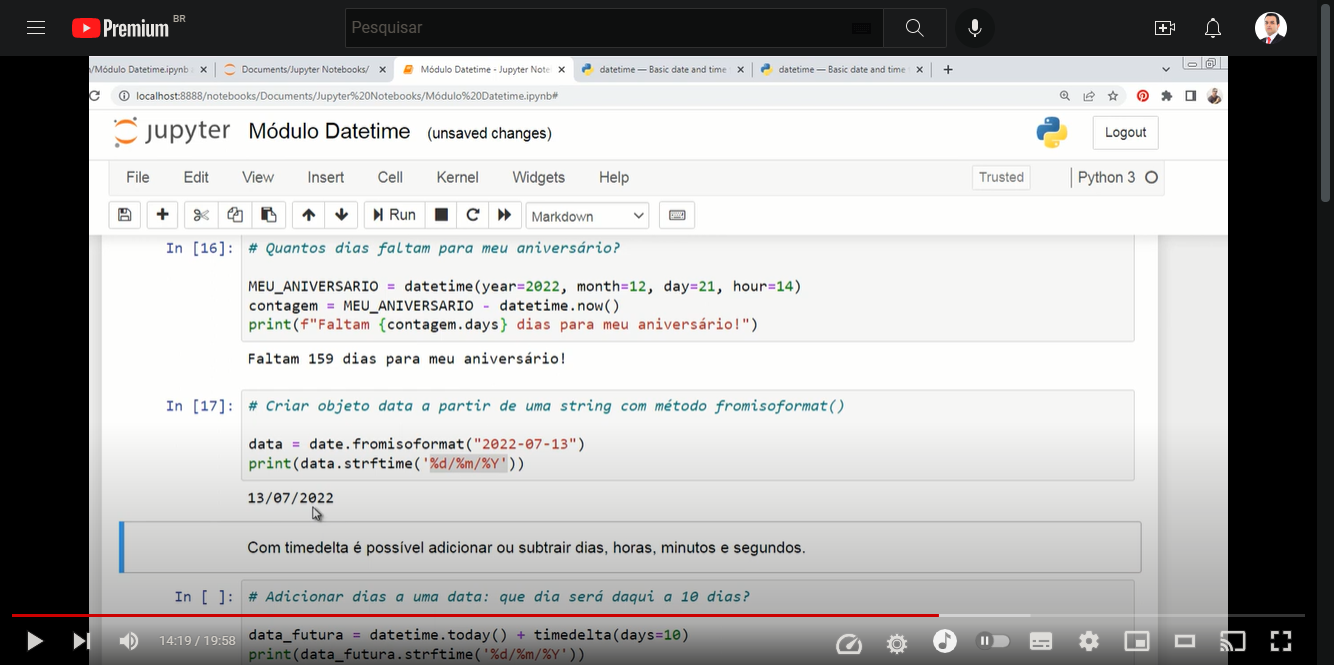 Premium BR
Pesquisar
/Módulo Datetime.ipynb
Documents/Jupyter Notebooks/
Módulo Datetime - Jupyter Note
datetime — Basic date and time
datetime — Basic date and time
localhost:8888/notebooks/Documents/Jupyter%20Notebooks/Módulo%20Datetime.ipynb#
jupyter Módulo Datetime (unsaved changes)
Logout
File Edit View Insert Cell Kernel Widgets Help
Trusted
Python 3
Run
Markdown
In [16]: # Quantos dias faltam para meu aniversário?
MEU_ANIVERSARIO = datetime(year=2022, month=12, day=21, hour=14)
contagem = MEU_ANIVERSARIO - datetime.now()
print(f"Faltam {contagem.days} dias para meu aniversário!")
Faltam 159 dias para meu aniversário!
In [17]: # Criar objeto data a partir de uma string com método fromisoformat()
data = date.fromisoformat("2022-07-13")
print(data.strftime('%d/%m/%Y'))
13/07/2022
Com timedelta é possível adicionar ou subtrair dias, horas, minutos e segundos.
In [ ]: # Adicionar dias a uma data: que dia será daqui a 10 dias?
data_futura = datetime.today() + timedelta(days=10)
print(data_futura.strftime('%d/%m/%Y'))
14:19 / 19:58